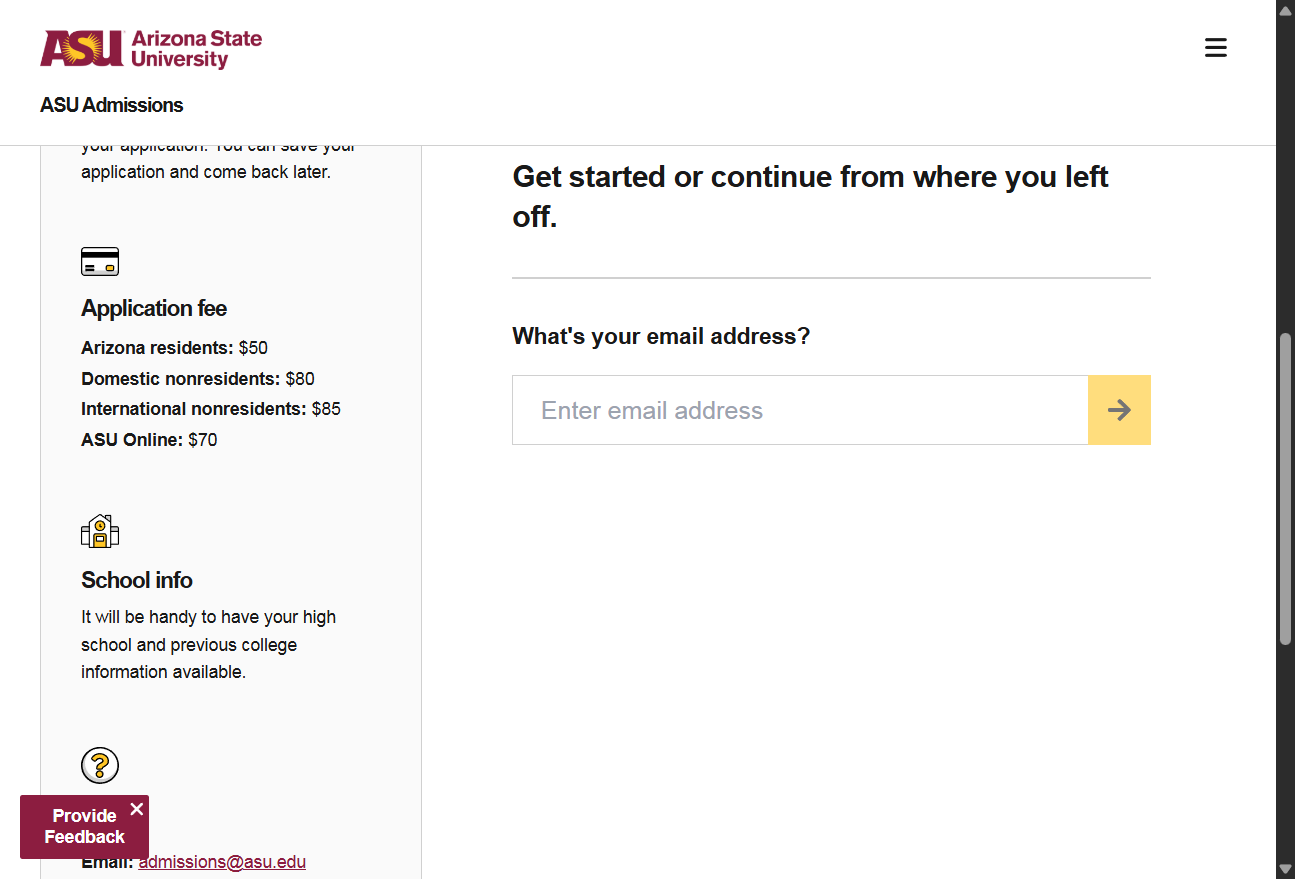 ASU Arizona State
University
ASU Admissions
your application. You can save your
application and come back later.
Application fee
Arizona residents: $50
Domestic nonresidents: $80
International nonresidents: $85
ASU Online: $70
School info
It will be handy to have your high
school and previous college
information available.
Provide
Feedback
Email: admissions@asu.edu
Get started or continue from where you left
off.
What's your email address?
Enter email address